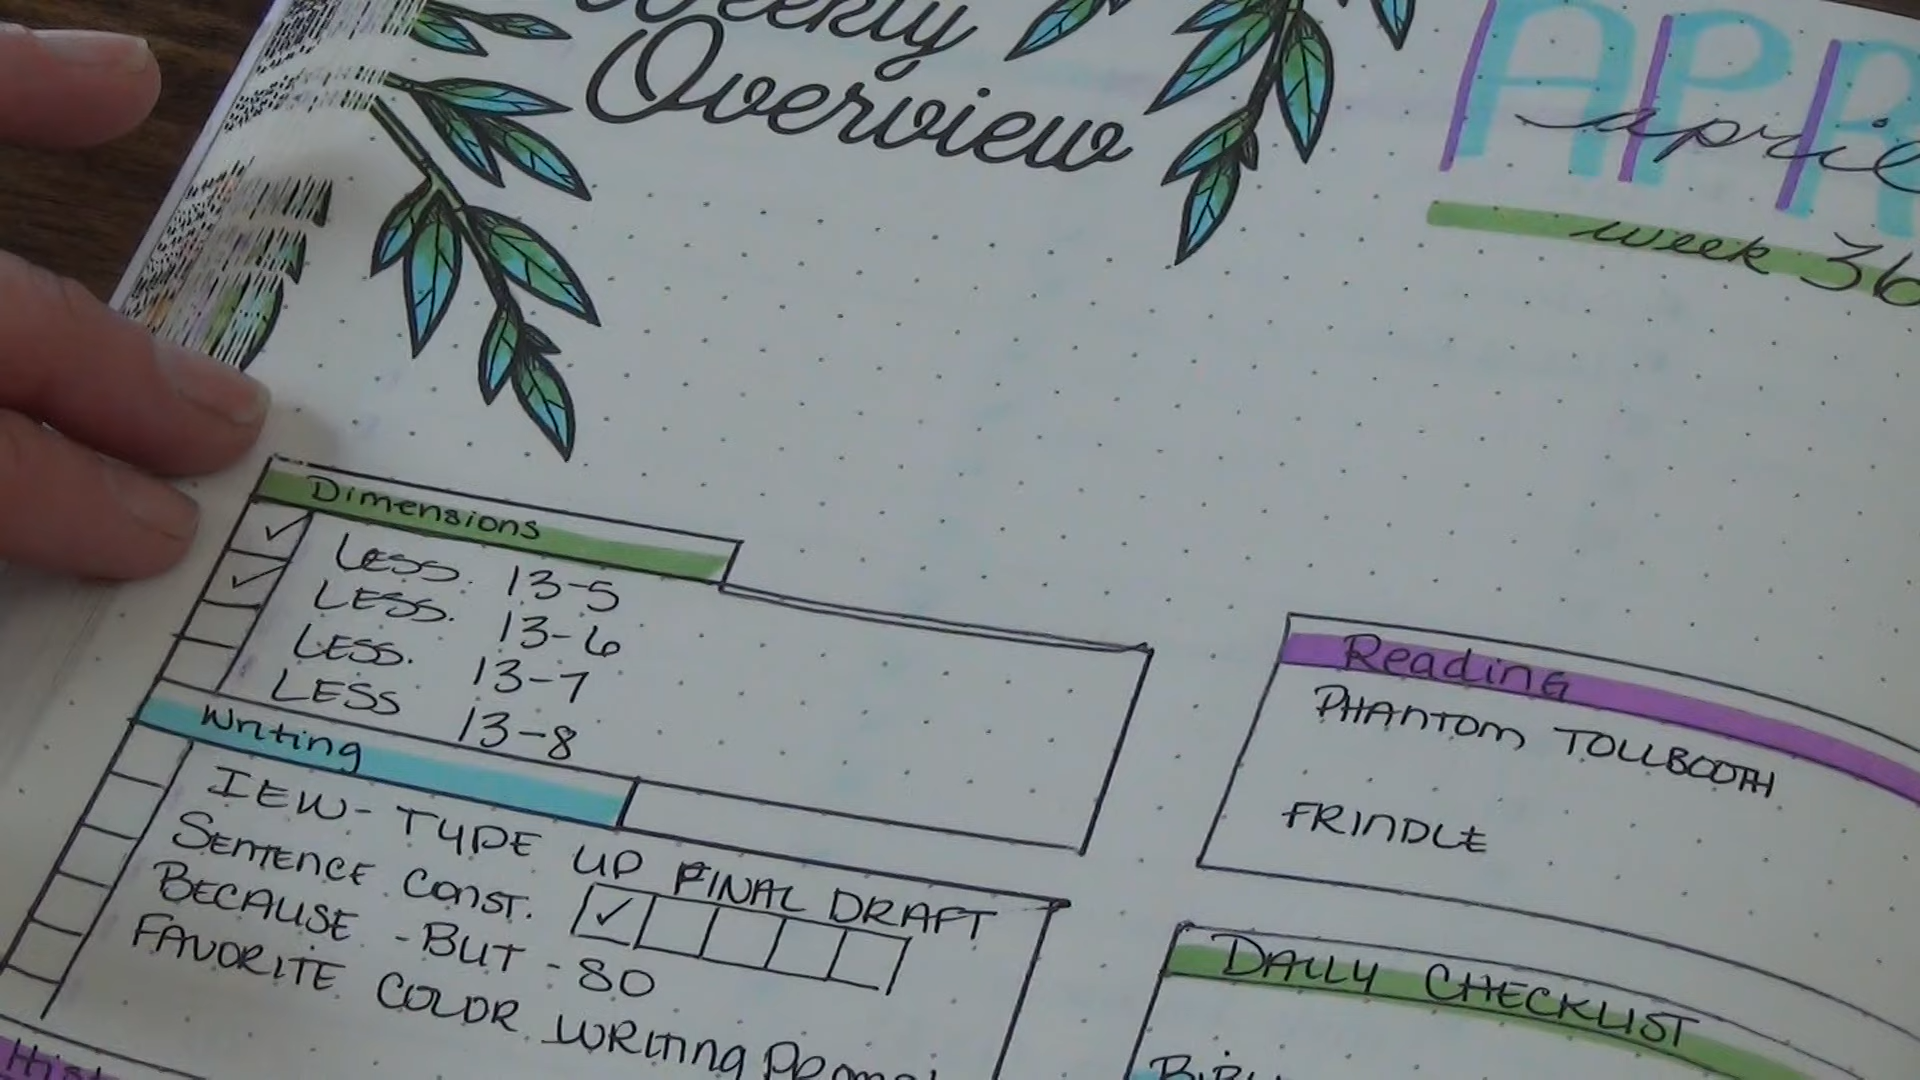 Weekly
Overview
APR
april
week 36
Dimensions
LESS. 13-5
LESS. 13-6
LESS. 13-7
LESS 13-8
Writing
IEW- TYPE UP FINAL DRAFT
SENTENCE CONST.
BECAUSE - BUT - SO
FAVORITE COLOR WRITING
Reading
PHANTOM TOLLBOOTH
FRINDLE
DAILY CHECKLIST